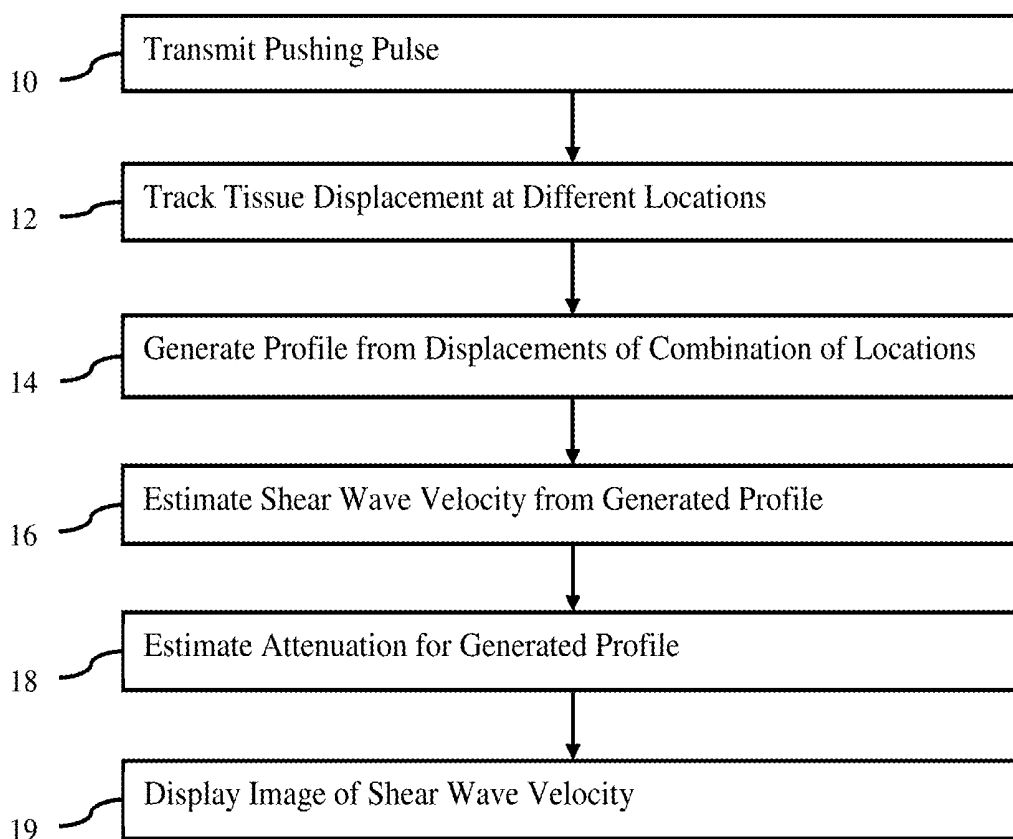 Transmit Pushing Pulse
10
Track Tissue Displacement at Different Locations
12
Generate Profile from Displacements of Combination of Locations
14
Estimate Shear Wave Velocity from Generated Profile
16
Estimate Attenuation for Generated Profile
18
Display Image of Shear Wave Velocity
19